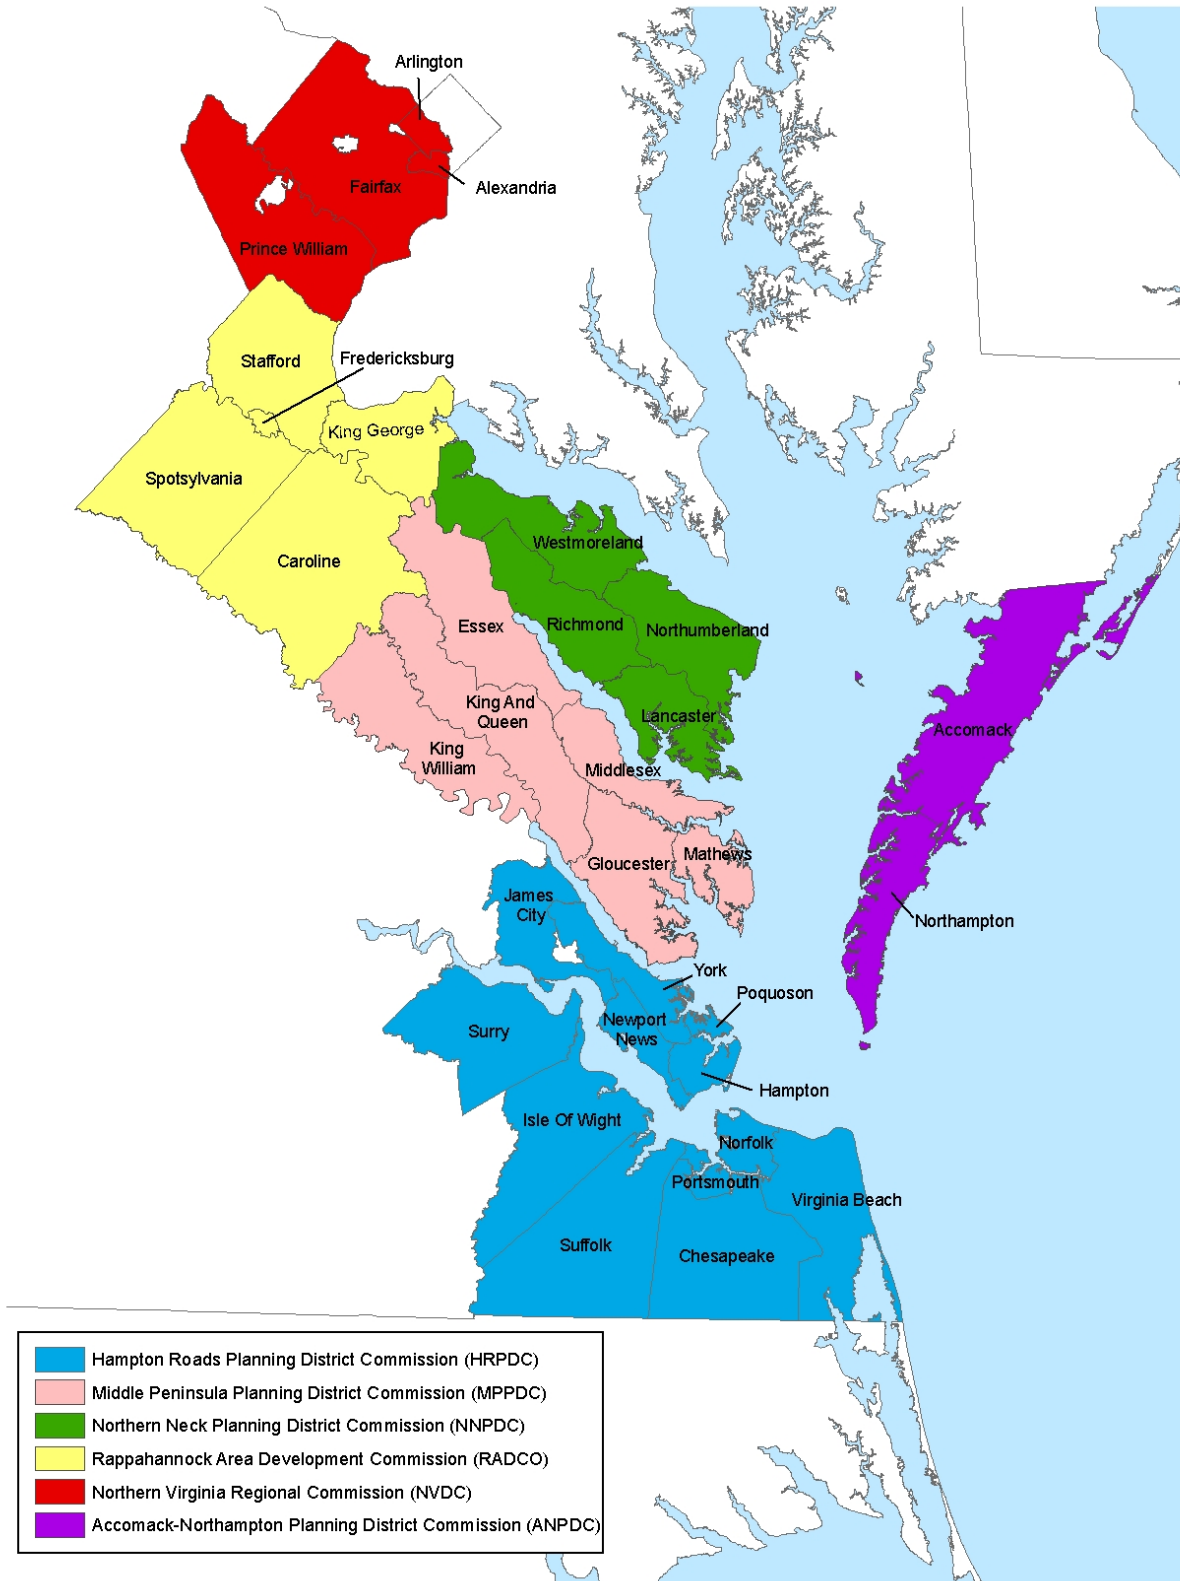 Arlington
Alexandria
Fairfax
Prince William
Stafford
Fredericksburg
King George
Spotsylvania
Caroline
Westmoreland
Essex
Richmond
Northumberland
King And
Queen
Lancaster
Accomack
King
William
Middlesex
Gloucester
Mathews
James
City
Northampton
York
Poquoson
Surry
Newport
News
Hampton
Isle Of Wight
Norfolk
Portsmouth
Virginia Beach
Suffolk
Chesapeake
Hampton Roads Planning District Commission (HRPDC)
Middle Peninsula Planning District Commission (MPPDC)
Northern Neck Planning District Commission (NNPDC)
Rappahannock Area Development Commission (RADCO)
Northern Virginia Regional Commission (NVDC)
Accomack-Northampton Planning District Commission (ANPDC)